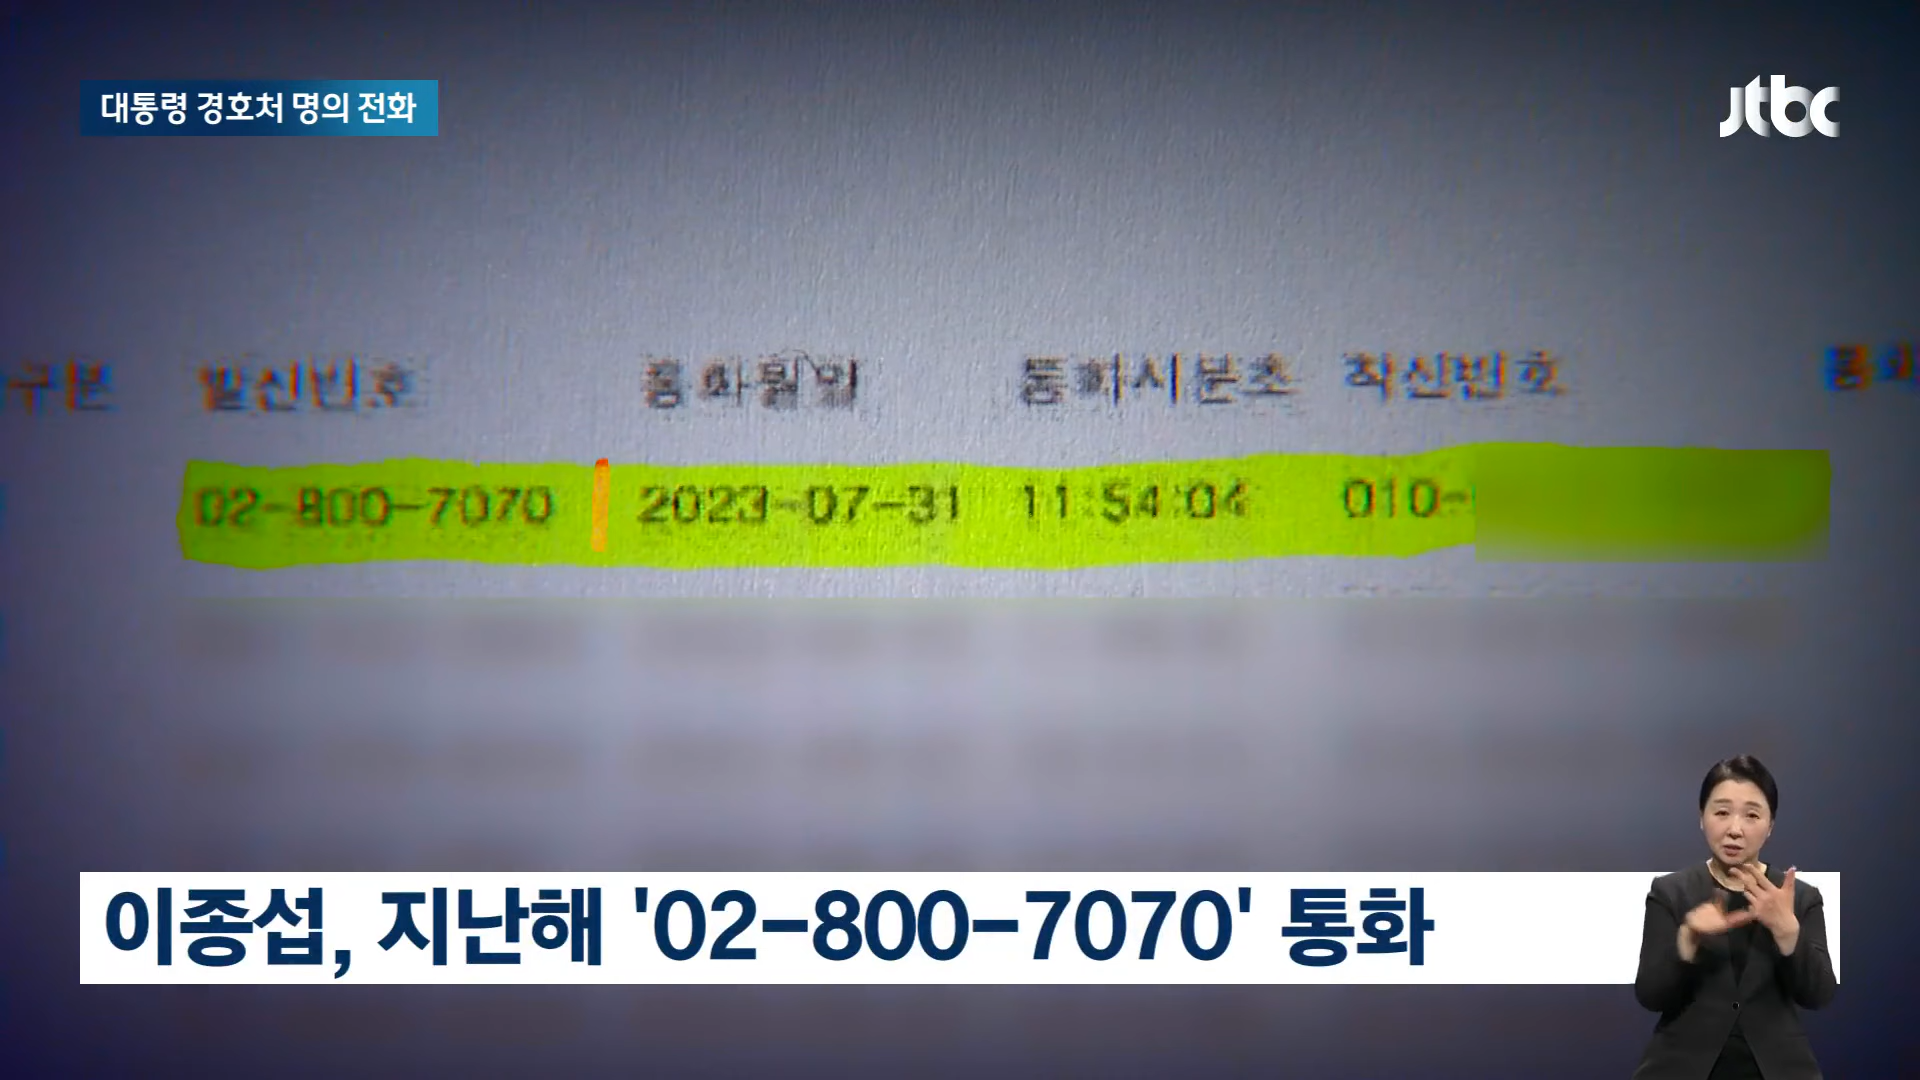 대통령 경호처 명의 전화
jtbc
구분 발신번호 통화월일 통화시분초 착신번호 통화
02-800-7070 2023-07-31 11:54:04 010-
이종섭, 지난해 '02-800-7070' 통화